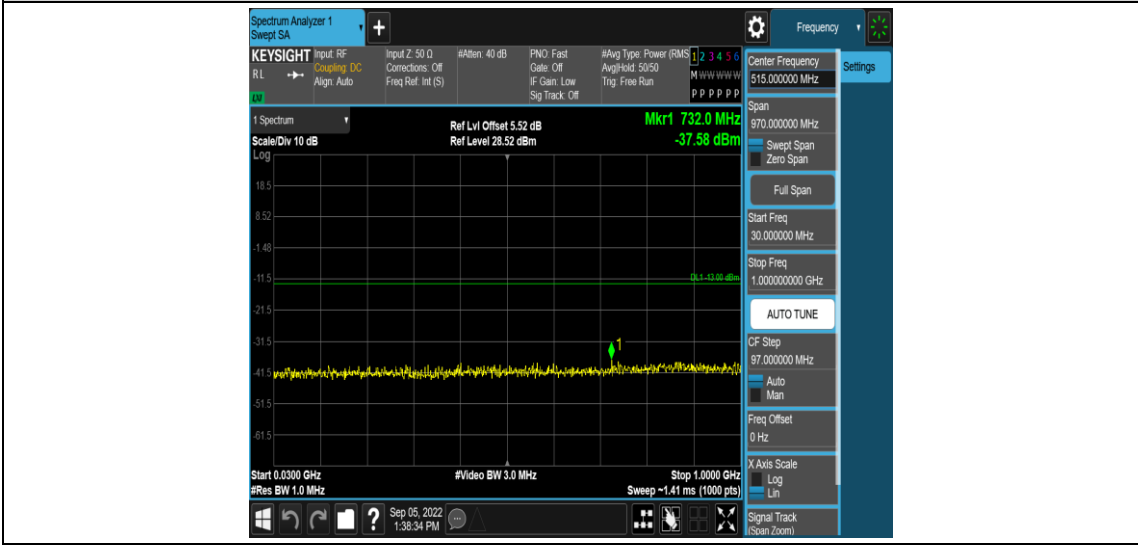 Spectrum Analyzer 1
Swept SA
Frequency
KEYSIGHT
RL
LM
Input: RF
Coupling: DC
Align: Auto
Input Z: 50 Ω
Corrections: Off
Freq Ref: Int (S)
#Atten: 40 dB
PNO: Fast
Gate: Off
IF Gain: Low
Sig Track: Off
#Avg Type: Power (RMS
Avg|Hold: 50/50
Trig: Free Run
1 2 3 4 5 6
M W W W W W
P P P P P P
1 Spectrum
Scale/Div 10 dB
Log
Ref Lvl Offset 5.52 dB
Ref Level 28.52 dBm
Mkr1 732.0 MHz
-37.58 dBm
18.5
8.52
-1.48
-11.5
-21.5
-31.5
-41.5
-51.5
-61.5
DL1 -13.00 dBm
1
Start 0.0300 GHz
#Res BW 1.0 MHz
#Video BW 3.0 MHz
Stop 1.0000 GHz
Sweep ~1.41 ms (1000 pts)
Sep 05, 2022
1:38:34 PM
?
Center Frequency
515.000000 MHz
Settings
Span
970.000000 MHz
Swept Span
Zero Span
Full Span
Start Freq
30.000000 MHz
Stop Freq
1.000000000 GHz
AUTO TUNE
CF Step
97.000000 MHz
Auto
Man
Freq Offset
0 Hz
X Axis Scale
Log
Lin
Signal Track
(Span Zoom)